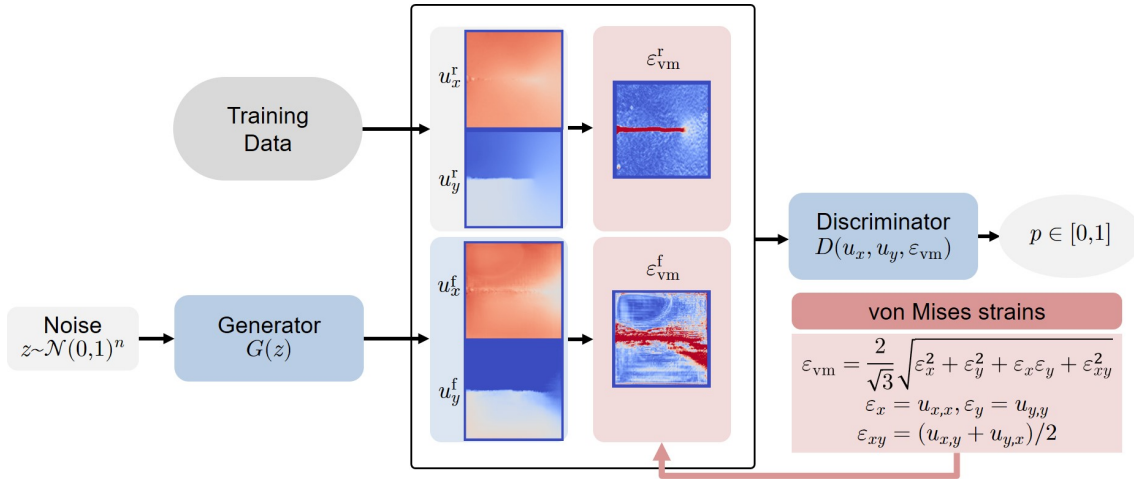 Training
Data
u_x^r
u_y^r
ε_vm^r
u_x^f
u_y^f
ε_vm^f
Noise
z~𝒩(0,1)^n
Generator
G(z)
Discriminator
D(u_x, u_y, ε_vm)
p ∈ [0,1]
von Mises strains
ε_vm = 2/√3 √(ε_x^2 + ε_y^2 + ε_xε_y + ε_xy^2)
ε_x = u_x,x, ε_y = u_y,y
ε_xy = (u_x,y + u_y,x)/2